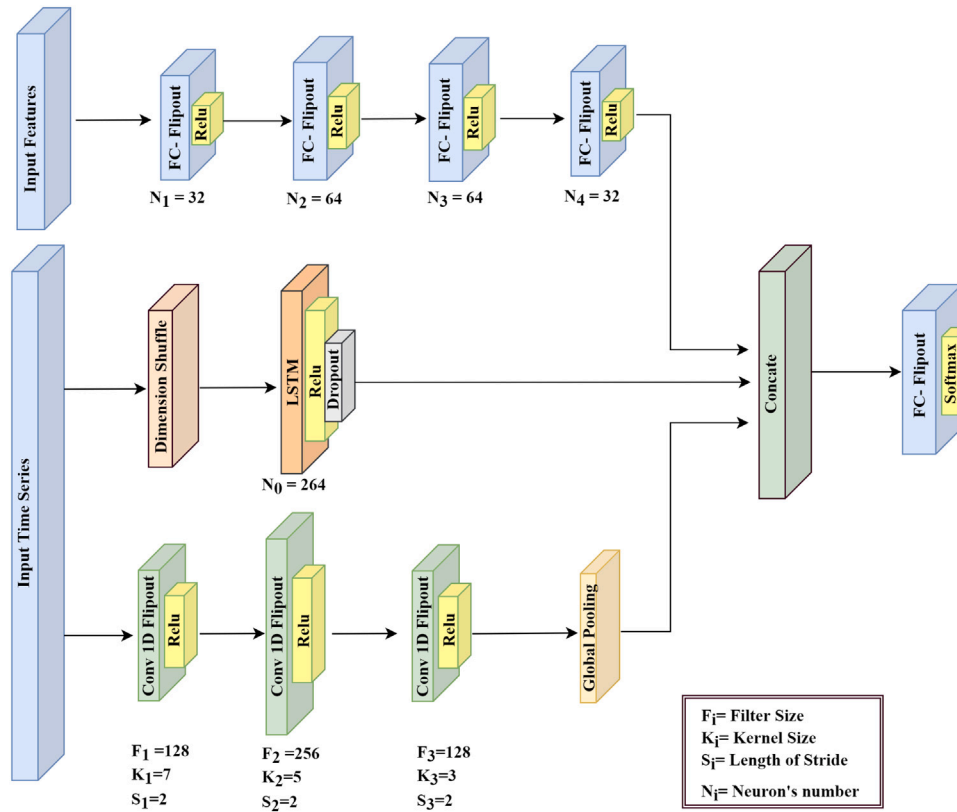 Input Features
FC- Flipout
Relu
N1 = 32
FC- Flipout
Relu
N2 = 64
FC- Flipout
Relu
N3 = 64
FC- Flipout
Relu
N4 = 32
Input Time Series
Dimension Shuffle
LSTM
Relu
Dropout
N0 = 264
Conv 1D Flipout
Relu
F1 =128
K1=7
S1=2
Conv 1D Flipout
Relu
F2 =256
K2=5
S2=2
Conv 1D Flipout
Relu
F3=128
K3=3
S3=2
Global Pooling
Concate
FC- Flipout
Softmax
Fi= Filter Size
Ki= Kernel Size
Si= Length of Stride
Ni= Neuron's number